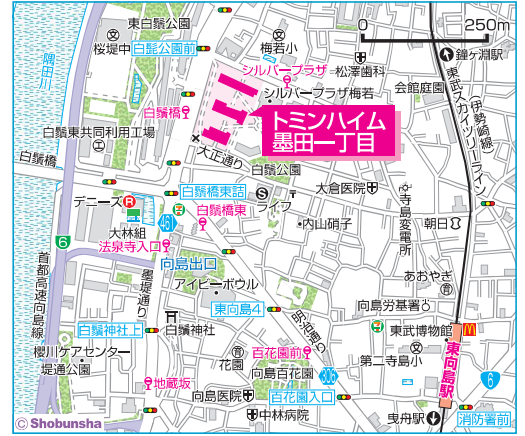 東白鬚公園
桜堤中
白鬚公園前
梅若小
0 250m
シルバープラザ
松澤歯科
鐘ヶ淵駅
隅田川
シルバープラザ梅若
会館庭園
白鬚橋
トミンハイム
墨田一丁目
東武スカイツリーライン
伊勢崎線
白鬚東共同利用工場
大正通り
白鬚橋
白鬚公園
太倉医院
白鬚橋東詰
デニーズ
R
ライフ
寺島変電所
白鬚橋東
461
大林組
内山硝子
朝日
6
法泉寺入口
向島出口
あおやぎ
首都高速向島線
墨堤通り
アイビーボウル
向島労基署
東向島4
明治通り
白鬚神社上
白鬚神社
東武博物館
百花園前
東向島駅
櫻川ケアセンター
花園
第二寺島小
堤通公園
向島百花園
306
6
地蔵坂
向島医院
百花園入口
中林病院
曳舟駅
消防署前
© Shobunsha